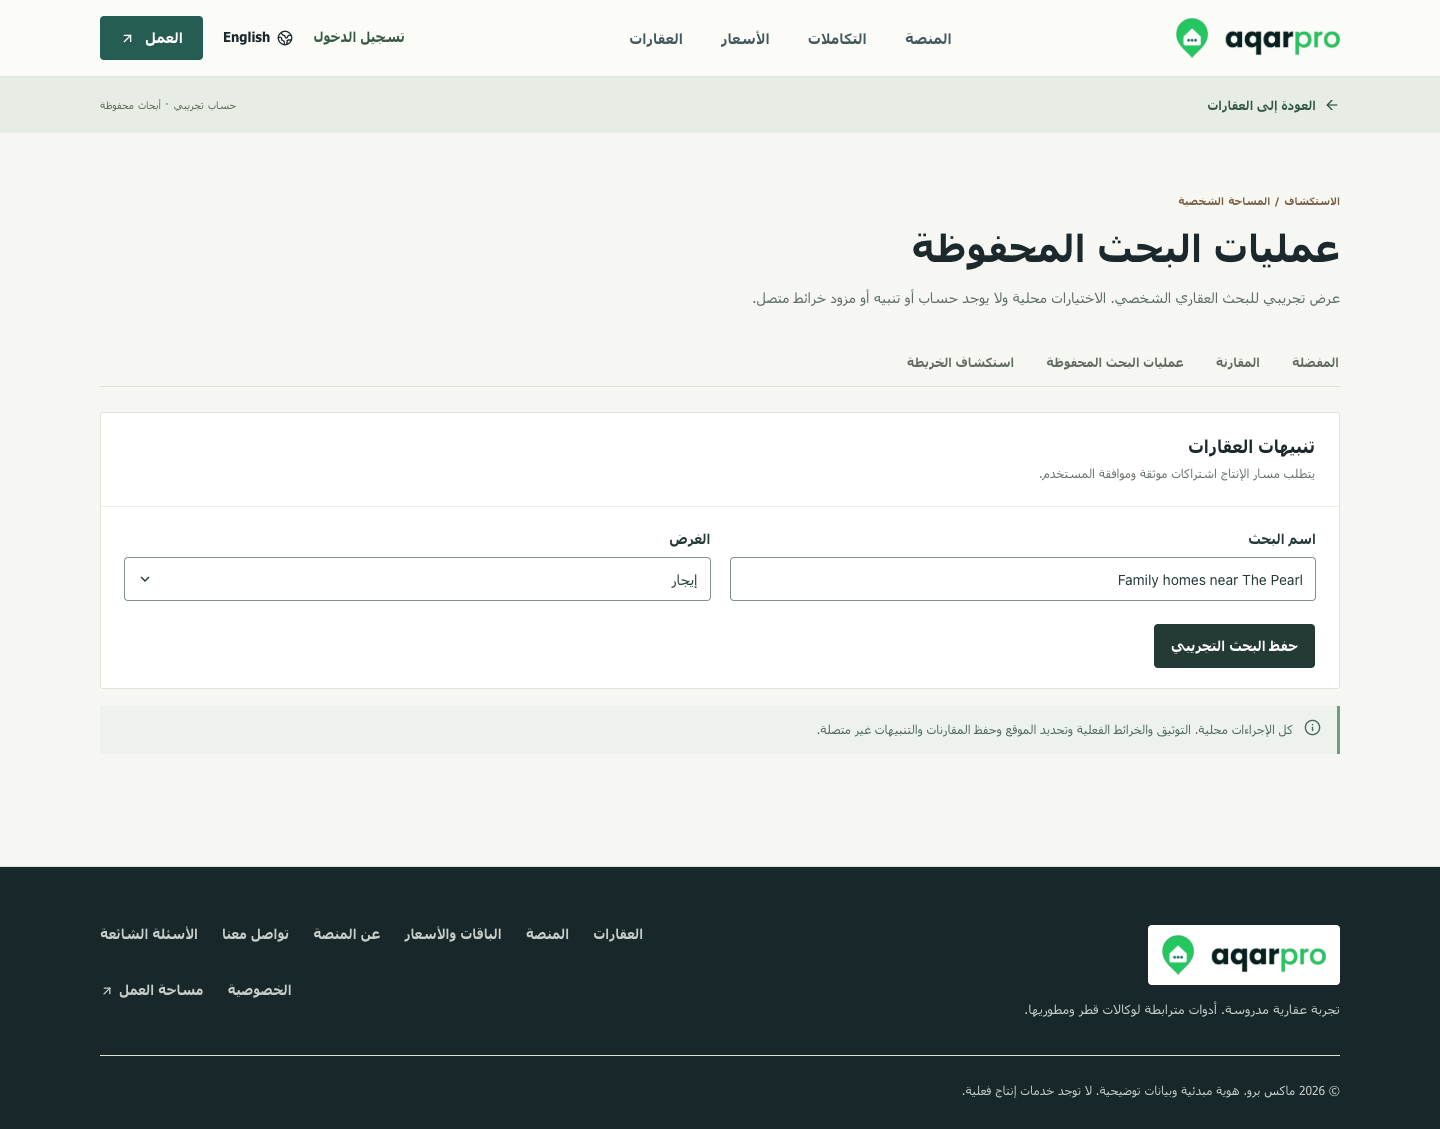 aqarpro
المنصة
التكاملات
الأسعار
العقارات
تسجيل الدخول
English
العمل
العودة إلى العقارات
حساب تجريبي · أبحاث محفوظة
الاستكشاف / المساحة الشخصية
عمليات البحث المحفوظة
عرض تجريبي للبحث العقاري الشخصي. الاختيارات محلية ولا يوجد حساب أو تنبيه أو مزود خرائط متصل.
المفضلة
المقارنة
عمليات البحث المحفوظة
استكشاف الخريطة
تنبيهات العقارات
يتطلب مسار الإنتاج اشتراكات موثقة وموافقة المستخدم.
اسم البحث
الغرض
Family homes near The Pearl
إيجار
حفظ البحث التجريبي
كل الإجراءات محلية. التوثيق والخرائط الفعلية وتحديد الموقع وحفظ المقارنات والتنبيهات غير متصلة.
aqarpro
تجربة عقارية مدروسة. أدوات مترابطة لوكالات قطر ومطوريها.
العقارات
المنصة
الباقات والأسعار
عن المنصة
تواصل معنا
الأسئلة الشائعة
الخصوصية
مساحة العمل
© 2026 ماكس برو. هوية مبدئية وبيانات توضيحية. لا توجد خدمات إنتاج فعلية.